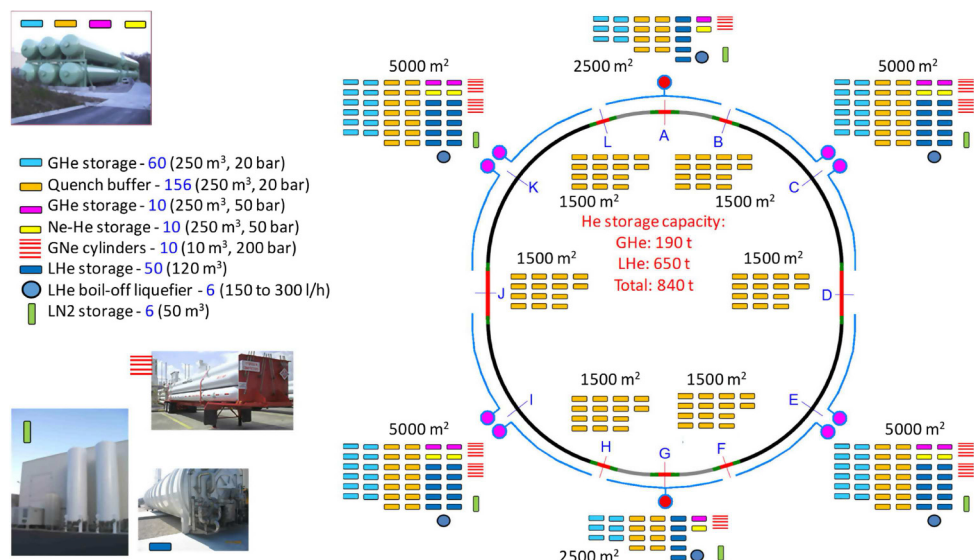 GHe storage - 60 (250 m³, 20 bar)
Quench buffer - 156 (250 m³, 20 bar)
GHe storage - 10 (250 m³, 50 bar)
Ne-He storage - 10 (250 m³, 50 bar)
GNe cylinders - 10 (10 m³, 200 bar)
LHe storage - 50 (120 m³)
LHe boil-off liquefier - 6 (150 to 300 l/h)
LN2 storage - 6 (50 m³)
5000 m²
2500 m²
5000 m²
L
A
B
K
C
1500 m²
1500 m²
He storage capacity:
GHe: 190 t
LHe: 650 t
Total: 840 t
1500 m²
1500 m²
J
D
1500 m²
1500 m²
I
E
H
G
F
5000 m²
5000 m²
2500 m²